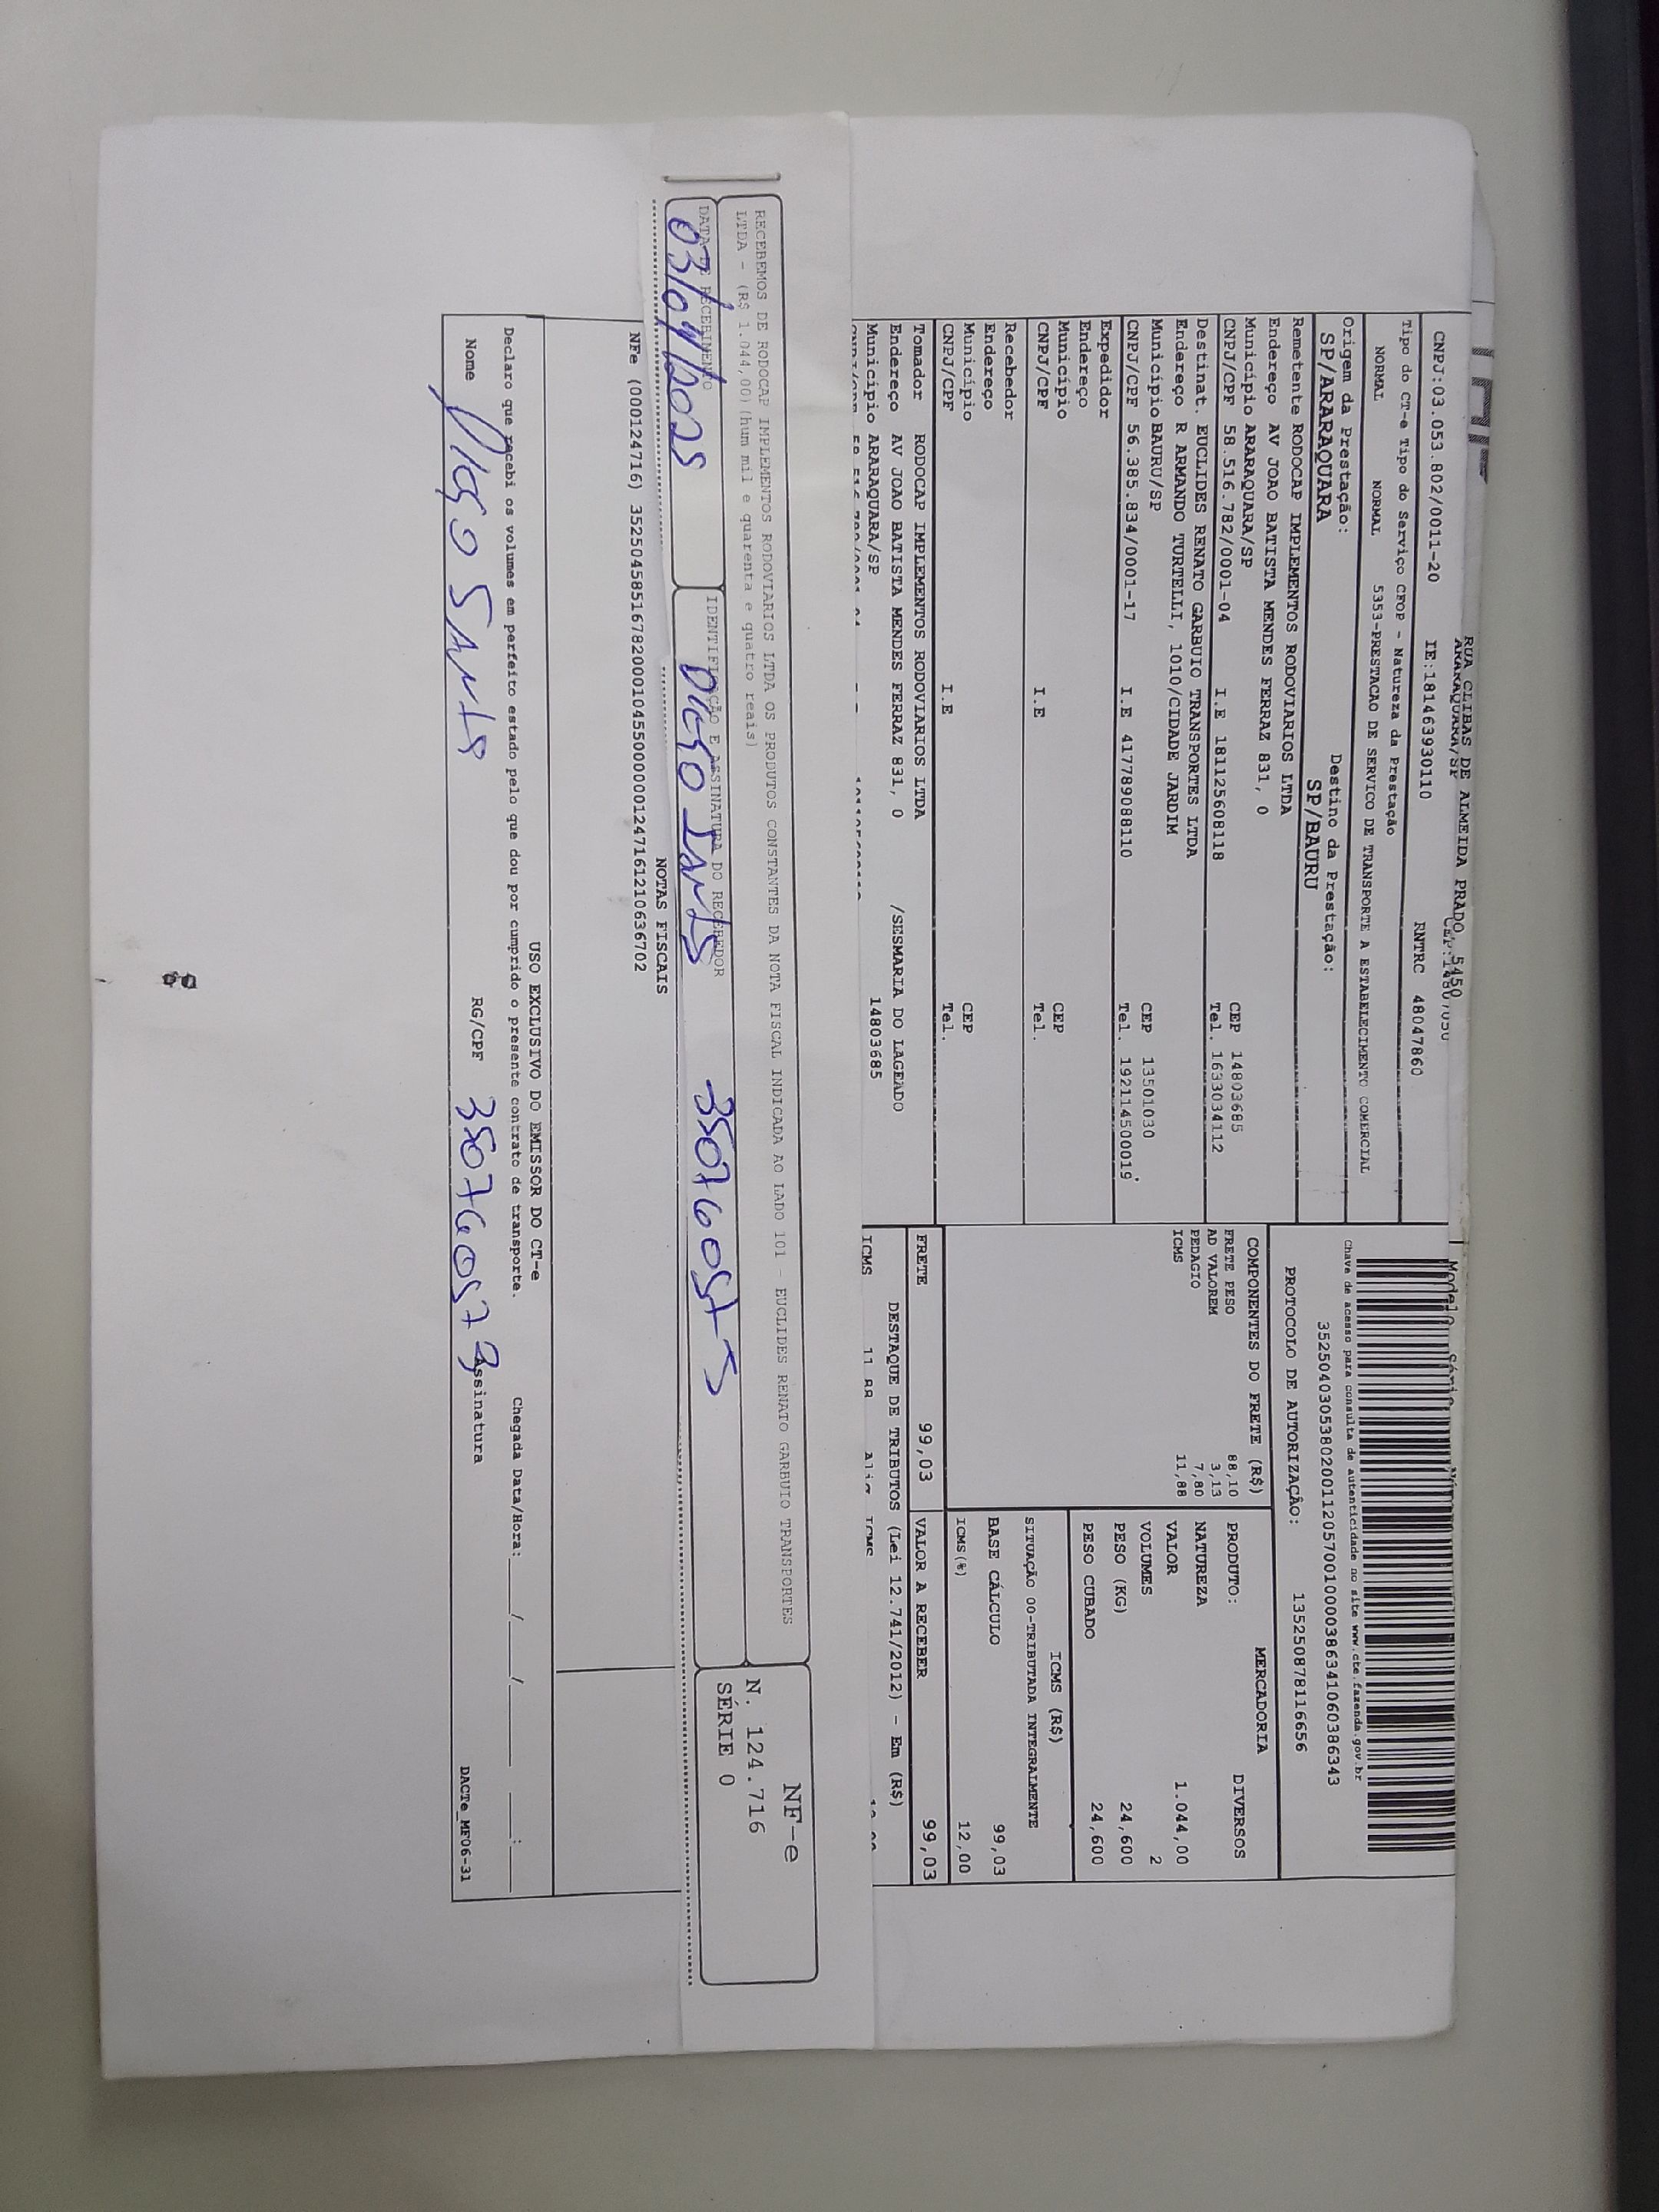 RUA CLIBAS DE ALMEIDA PRADO, 5450
ARARAQUARA/SP
CNPJ:03.053.802/0011-20 IE:181463930110 RNTRC 48047860
Tipo do CT-e Tipo do Serviço CFOP - Natureza da Prestação
NORMAL NORMAL 5353-PRESTACAO DE SERVICO DE TRANSPORTE A ESTABELECIMENTO COMERCIAL
Origem da Prestação: Destino da Prestação:
SP/ARARAQUARA SP/BAURU
Remetente RODOCAP IMPLEMENTOS RODOVIARIOS LTDA
Endereço AV JOAO BATISTA MENDES FERRAZ 831, 0
Município ARARAQUARA/SP CEP 14803685
CNPJ/CPF 58.516.782/0001-04 I.E 181125608118 Tel. 1633034112
Destinat. EUCLIDES RENATO GARBUIO TRANSPORTES LTDA
Endereço R ARMANDO TURTELLI, 1010/CIDADE JARDIM
Município BAURU/SP CEP 13501030
CNPJ/CPF 56.385.834/0001-17 I.E 417789088110 Tel. 19211450001
Expedidor
Endereço
Município CEP
CNPJ/CPF I.E Tel.
Recebedor
Endereço
Município CEP
CNPJ/CPF I.E Tel.
Tomador RODOCAP IMPLEMENTOS RODOVIARIOS LTDA
Endereço AV JOAO BATISTA MENDES FERRAZ 831, 0 /SESMARIA DO LAGEADO
Município ARARAQUARA/SP 14803685
Chave de acesso para consulta de autenticidade no site www.cte.fazenda.gov.br
35250403053802001120570010000386341060386343
PROTOCOLO DE AUTORIZAÇÃO: 135250878116656
COMPONENTES DO FRETE (R$)
FRETE PESO 88,10
AD VALOREM 3,13
PEDAGIO 7,80
ICMS 11,88
MERCADORIA
PRODUTO: DIVERSOS
NATUREZA
VALOR 1.044,00
VOLUMES 2
PESO (KG) 24,600
PESO CUBADO 24,600
ICMS (R$)
SITUAÇÃO 00-TRIBUTADA INTEGRALMENTE
BASE CÁLCULO 99,03
ICMS(%) 12,00
FRETE 99,03 VALOR A RECEBER 99,03
DESTAQUE DE TRIBUTOS (Lei 12.741/2012) - Em (R$)
ICMS 11,88
RECEBEMOS DE RODOCAP IMPLEMENTOS RODOVIARIOS LTDA OS PRODUTOS CONSTANTES DA NOTA FISCAL INDICADA AO LADO 101 - EUCLIDES RENATO GARBUIO TRANSPORTES
LTDA - (R$ 1.044,00)(hum mil e quarenta e quatro reais)
DATA DE RECEBIMENTO IDENTIFICAÇÃO E ASSINATURA DO RECEBEDOR
03/04/2025
NF-e
N. 124.716
SÉRIE 0
NOTAS FISCAIS
NFe (000124716) 35250458516782000104550000001247161210636702
USO EXCLUSIVO DO EMISSOR DO CT-e
Declaro que recebi os volumes em perfeito estado pelo que dou por cumprido o presente contrato de transporte. Chegada Data/Hora: ____/____/______ ___:___
Nome RG/CPF Assinatura
DACTe_MF06-31